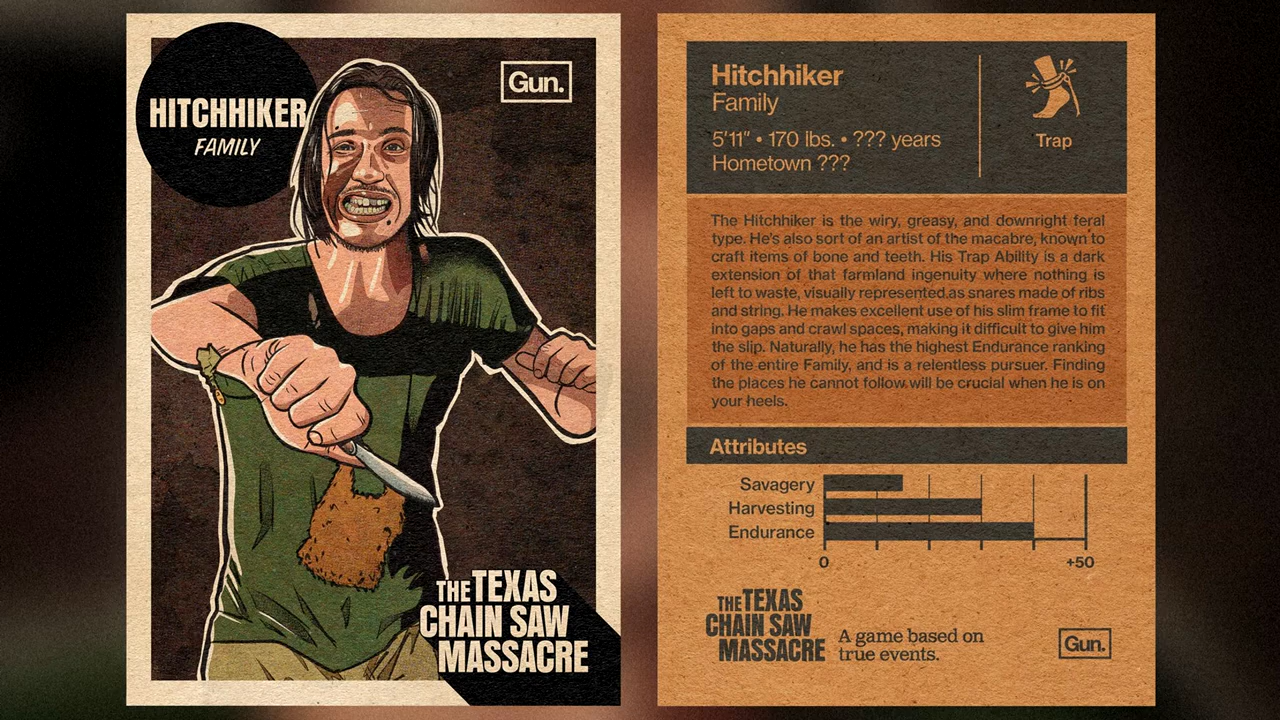 HITCHHIKER
FAMILY
Gun.
THE TEXAS
CHAIN SAW
MASSACRE
Hitchhiker
Family
5'11" • 170 lbs. • ??? years
Hometown ???
Trap
The Hitchhiker is the wiry, greasy, and downright feral
type. He's also sort of an artist of the macabre, known to
craft items of bone and teeth. His Trap Ability is a dark
extension of that farmland ingenuity where nothing is
left to waste, visually represented as snares made of ribs
and string. He makes excellent use of his slim frame to fit
into gaps and crawl spaces, making it difficult to give him
the slip. Naturally, he has the highest Endurance ranking
of the entire Family, and is a relentless pursuer. Finding
the places he cannot follow will be crucial when he is on
your heels.
Attributes
Savagery
Harvesting
Endurance
0 +50
THE TEXAS
CHAIN SAW
MASSACRE
A game based on
true events.
Gun.